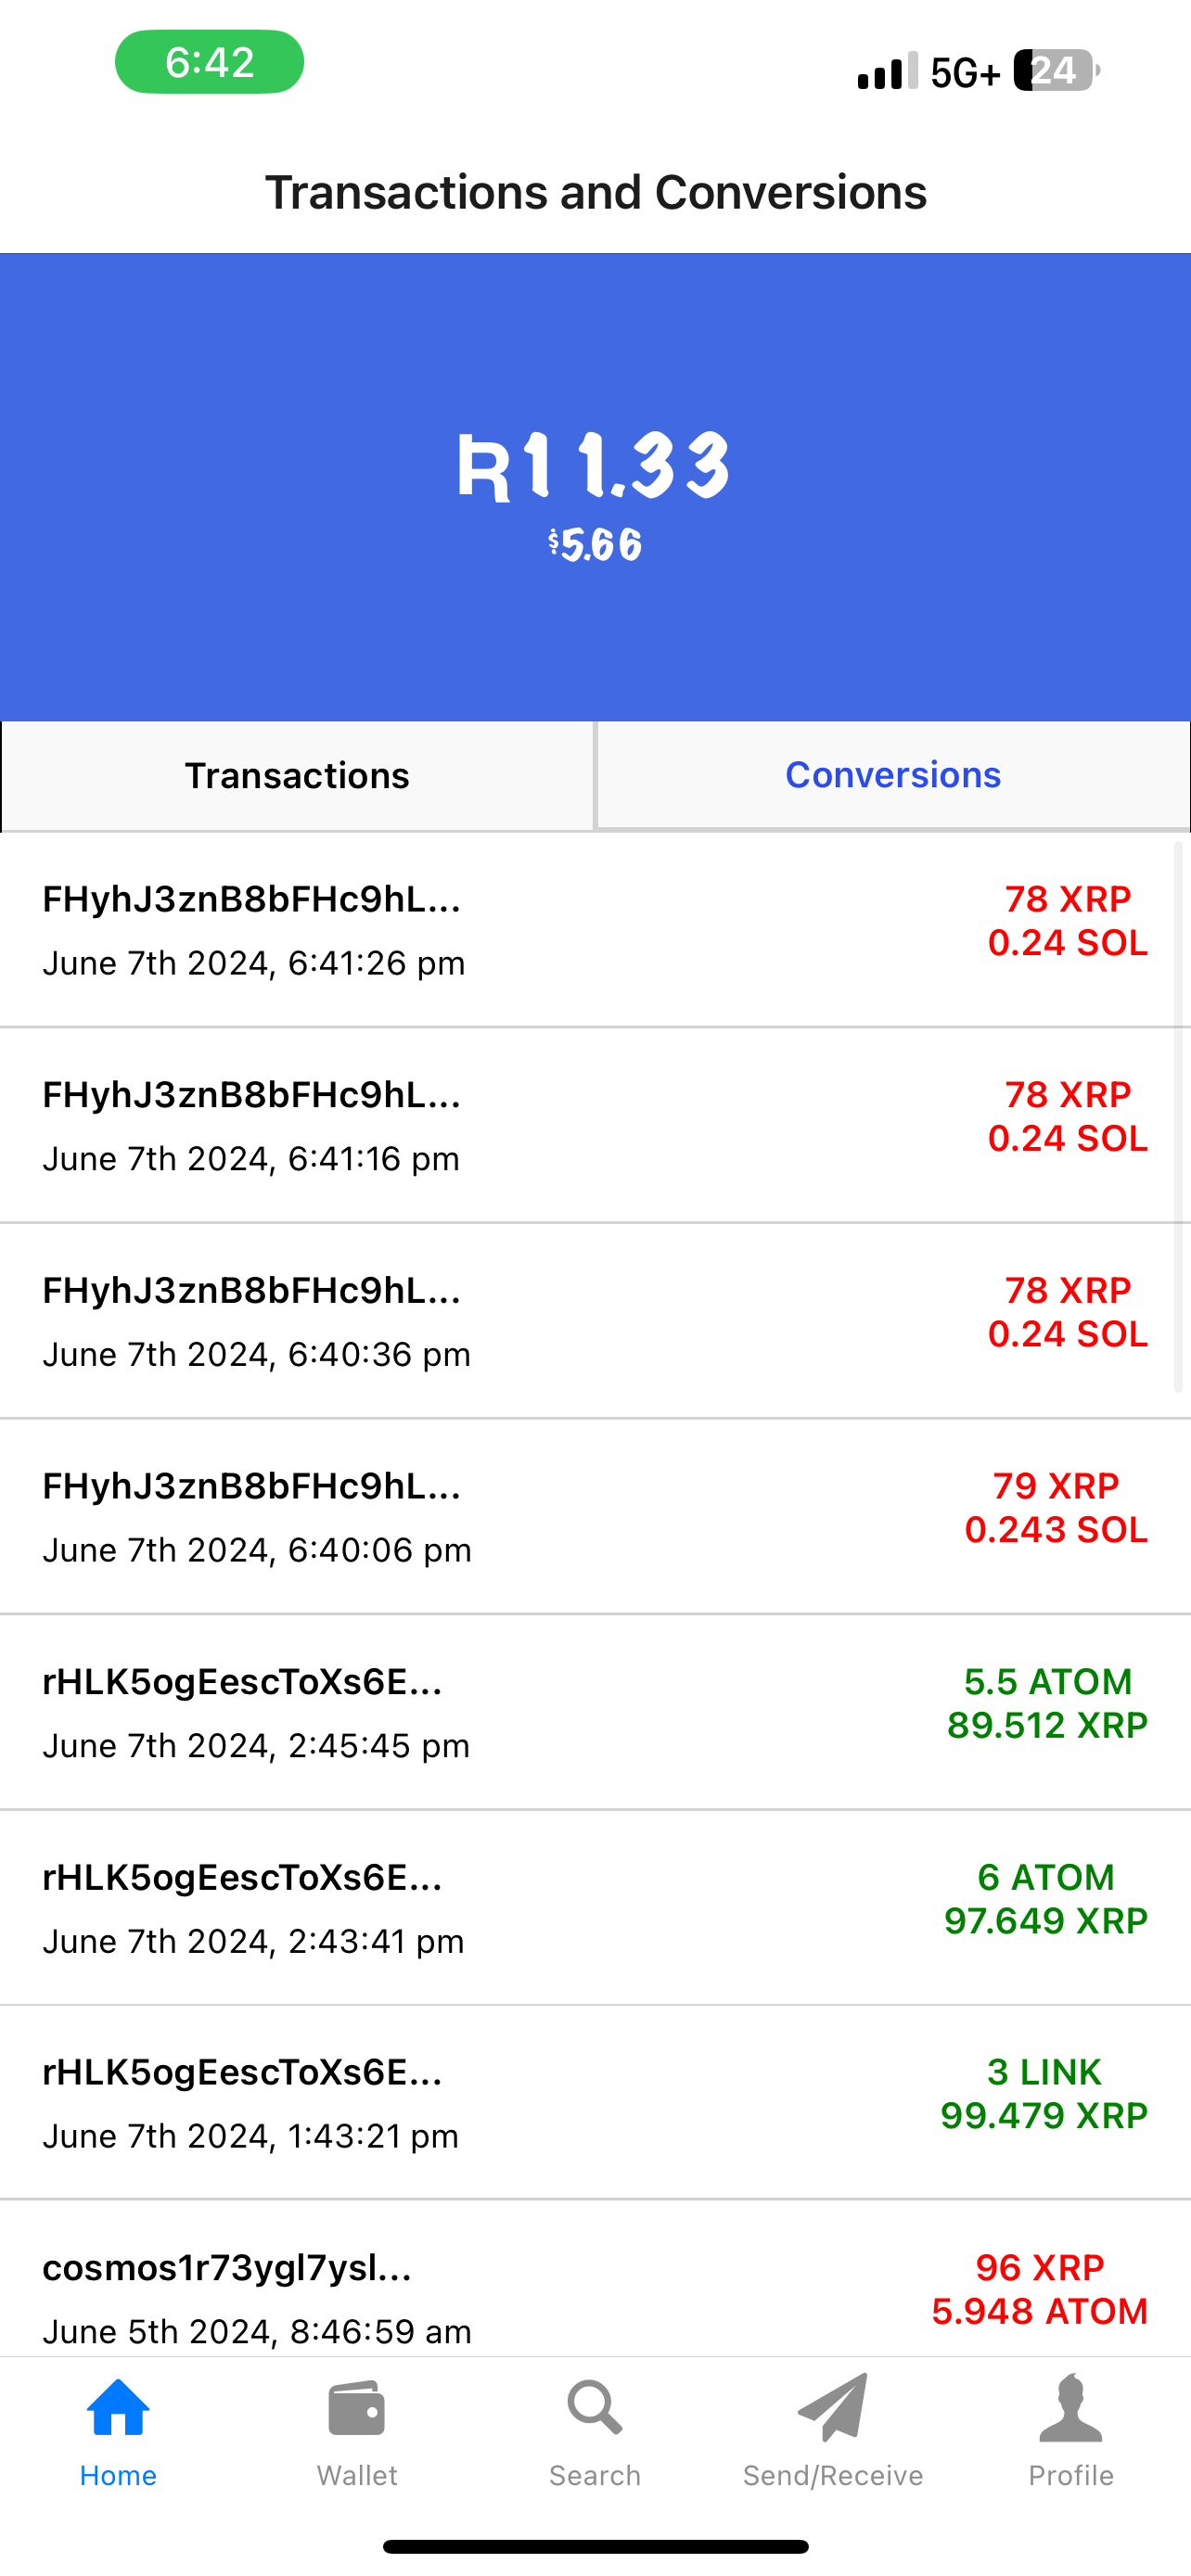 6:42
5G+ 24
Transactions and Conversions
R11.33
$5.66
Transactions
Conversions
FHyhJ3znB8bFHc9hL...
78 XRP
June 7th 2024, 6:41:26 pm
0.24 SOL
FHyhJ3znB8bFHc9hL...
78 XRP
June 7th 2024, 6:41:16 pm
0.24 SOL
FHyhJ3znB8bFHc9hL...
78 XRP
June 7th 2024, 6:40:36 pm
0.24 SOL
FHyhJ3znB8bFHc9hL...
79 XRP
June 7th 2024, 6:40:06 pm
0.243 SOL
rHLK5ogEescToXs6E...
5.5 ATOM
June 7th 2024, 2:45:45 pm
89.512 XRP
rHLK5ogEescToXs6E...
6 ATOM
June 7th 2024, 2:43:41 pm
97.649 XRP
rHLK5ogEescToXs6E...
3 LINK
June 7th 2024, 1:43:21 pm
99.479 XRP
cosmos1r73ygl7ysl...
96 XRP
June 5th 2024, 8:46:59 am
5.948 ATOM
Home
Wallet
Search
Send/Receive
Profile